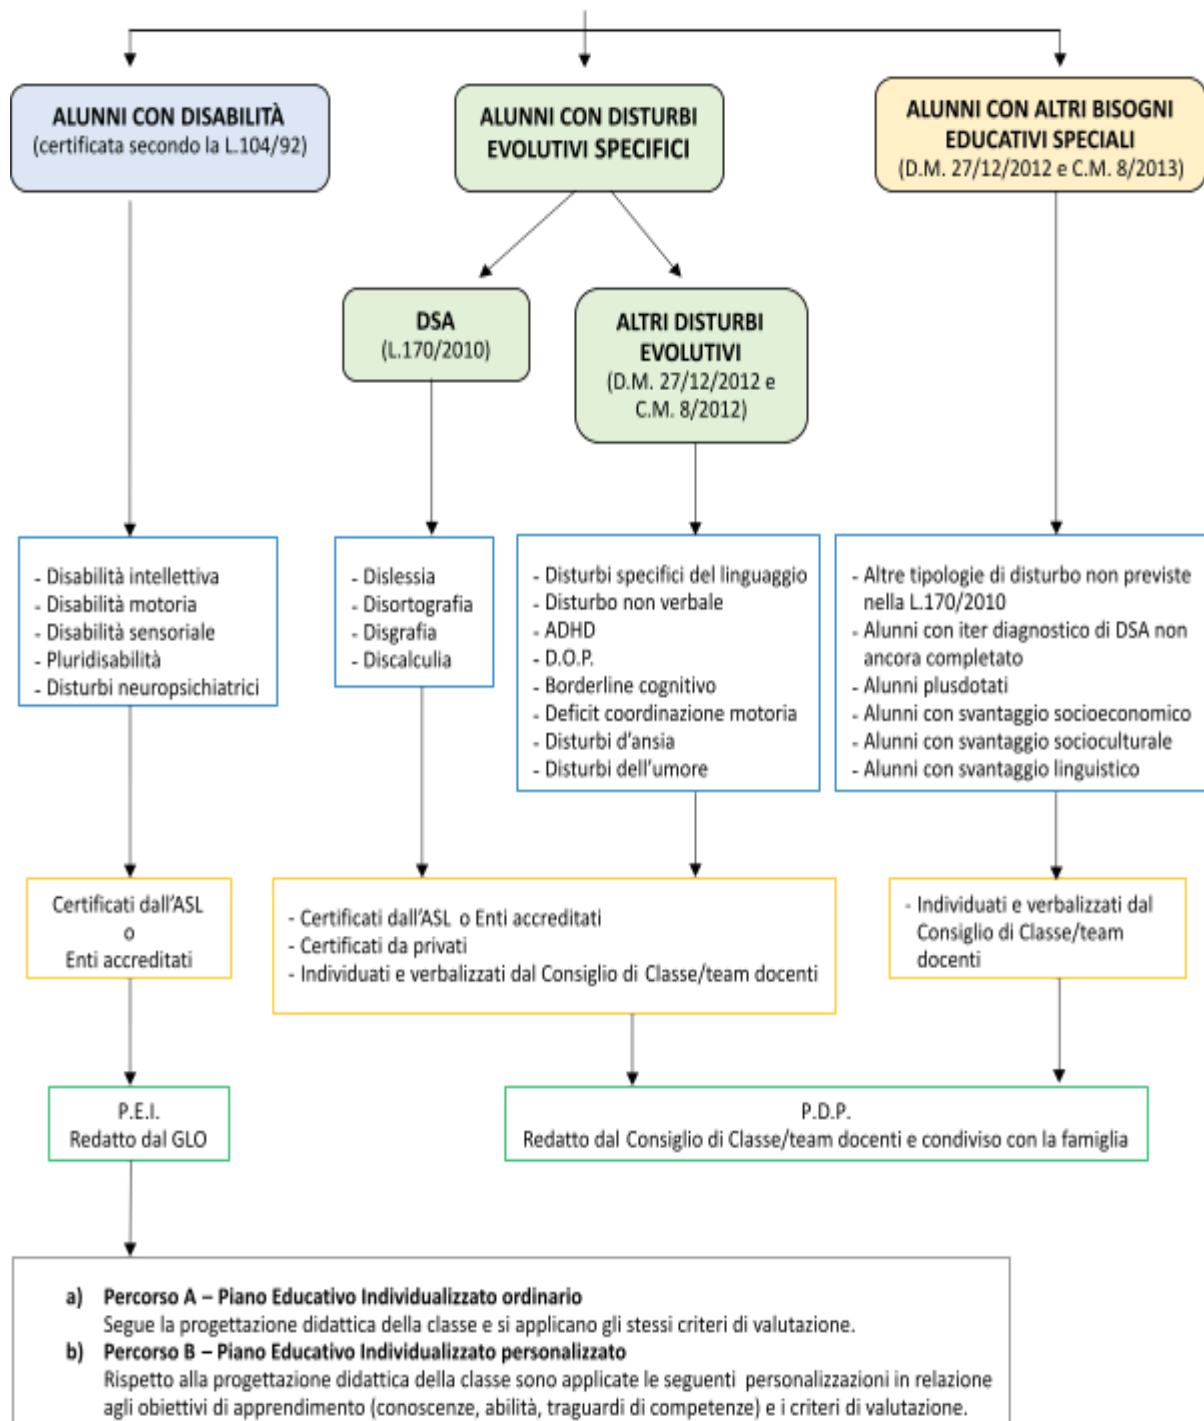 ALUNNI CON DISABILITÀ
(certificata secondo la L.104/92)
ALUNNI CON DISTURBI
EVOLUTIVI SPECIFICI
ALUNNI CON ALTRI BISOGNI
EDUCATIVI SPECIALI
(D.M. 27/12/2012 e C.M. 8/2013)
DSA
(L.170/2010)
ALTRI DISTURBI
EVOLUTIVI
(D.M. 27/12/2012 e
C.M. 8/2012)
- Disabilità intellettiva
- Disabilità motoria
- Disabilità sensoriale
- Pluridisabilità
- Disturbi neuropsichiatrici
- Dislessia
- Disortografia
- Disgrafia
- Discalculia
- Disturbi specifici del linguaggio
- Disturbo non verbale
- ADHD
- D.O.P.
- Borderline cognitivo
- Deficit coordinazione motoria
- Disturbi d'ansia
- Disturbi dell'umore
- Altre tipologie di disturbo non previste
nella L.170/2010
- Alunni con iter diagnostico di DSA non
ancora completato
- Alunni plusdotati
- Alunni con svantaggio socioeconomico
- Alunni con svantaggio socioculturale
- Alunni con svantaggio linguistico
Certificati dall'ASL
o
Enti accreditati
- Certificati dall'ASL o Enti accreditati
- Certificati da privati
- Individuati e verbalizzati dal Consiglio di Classe/team docenti
- Individuati e verbalizzati dal
Consiglio di Classe/team
docenti
P.E.I.
Redatto dal GLO
P.D.P.
Redatto dal Consiglio di Classe/team docenti e condiviso con la famiglia
a) Percorso A – Piano Educativo Individualizzato ordinario
Segue la progettazione didattica della classe e si applicano gli stessi criteri di valutazione.
b) Percorso B – Piano Educativo Individualizzato personalizzato
Rispetto alla progettazione didattica della classe sono applicate le seguenti personalizzazioni in relazione
agli obiettivi di apprendimento (conoscenze, abilità, traguardi di competenze) e i criteri di valutazione.